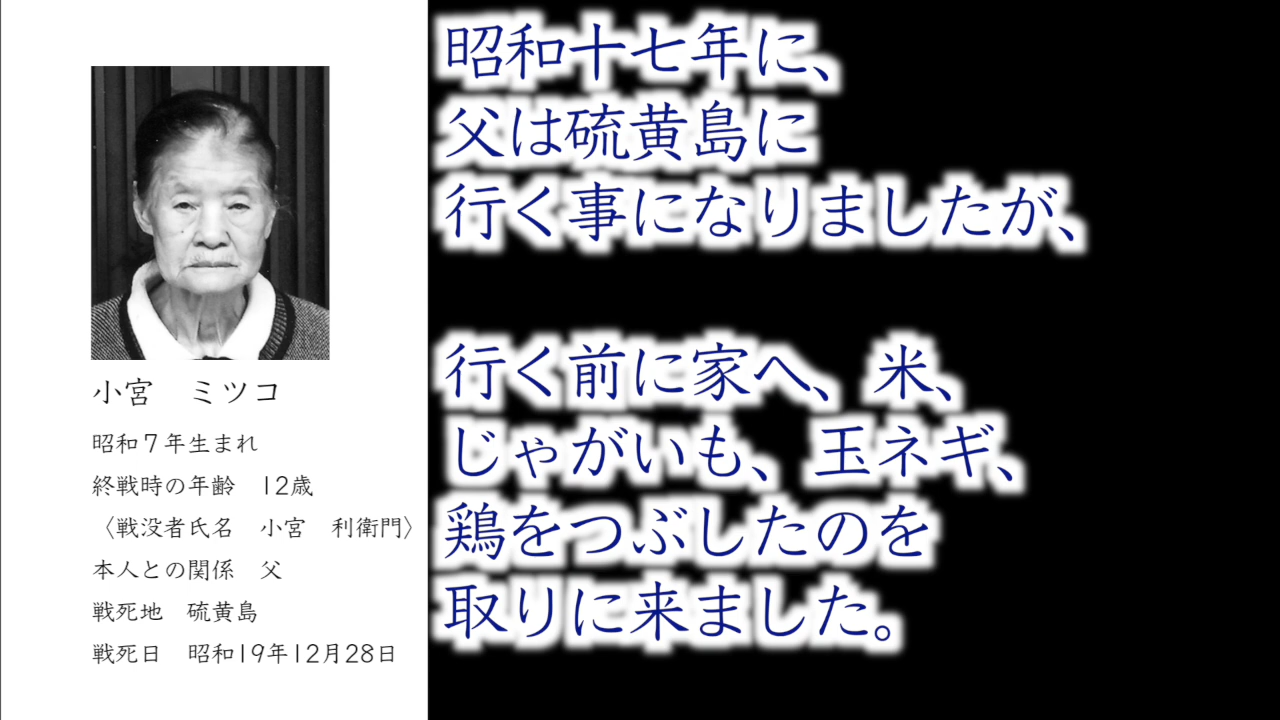 小宮　ミツコ
昭和７年生まれ
終戦時の年齢　12歳
〈戦没者氏名　小宮　利衛門〉
本人との関係　父
戦死地　硫黄島
戦死日　昭和19年12月28日
昭和十七年に、
父は硫黄島に
行く事になりましたが、
行く前に家へ、米、
じゃがいも、玉ネギ、
鶏をつぶしたのを
取りに来ました。